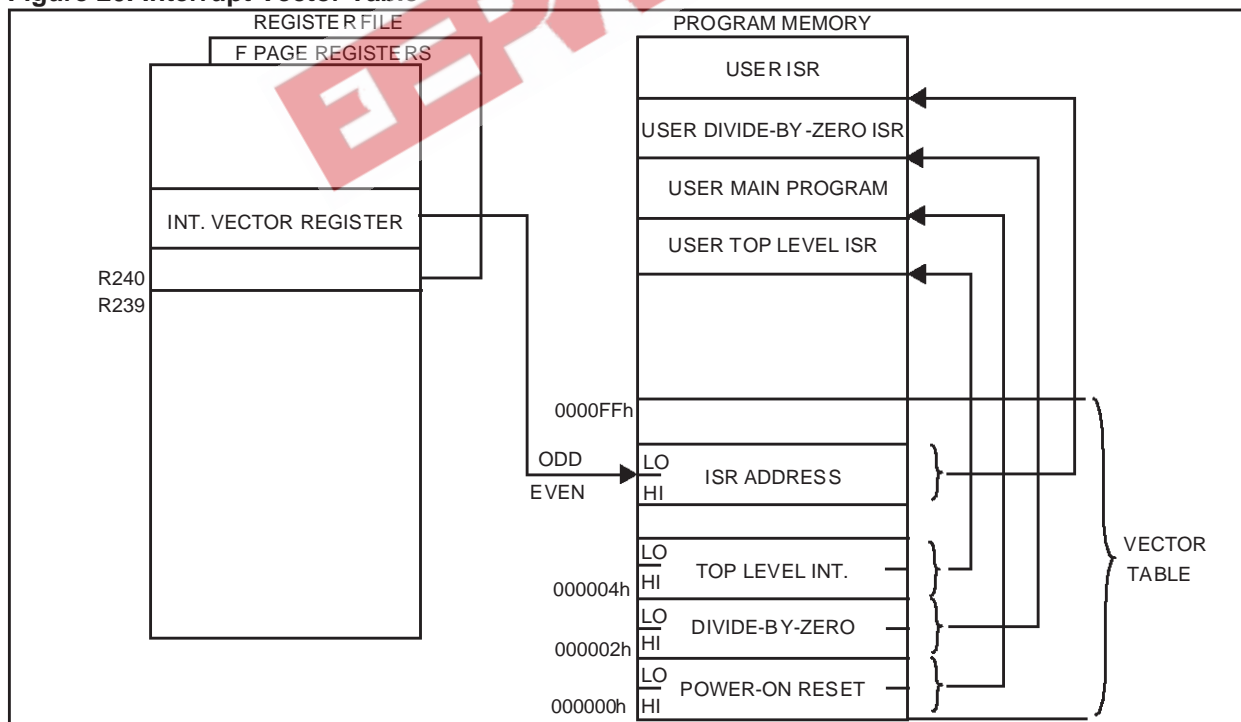 REGISTER FILE
F PAGE REGISTERS
INT. VECTOR REGISTER
R240
R239
PROGRAM MEMORY
USER ISR
USER DIVIDE-BY-ZERO ISR
USER MAIN PROGRAM
USER TOP LEVEL ISR
0000FFh
ODD
EVEN
LO
HI
ISR ADDRESS
LO
HI
TOP LEVEL INT.
000004h
LO
HI
DIVIDE-BY-ZERO
000002h
LO
HI
POWER-ON RESET
000000h
VECTOR
TABLE